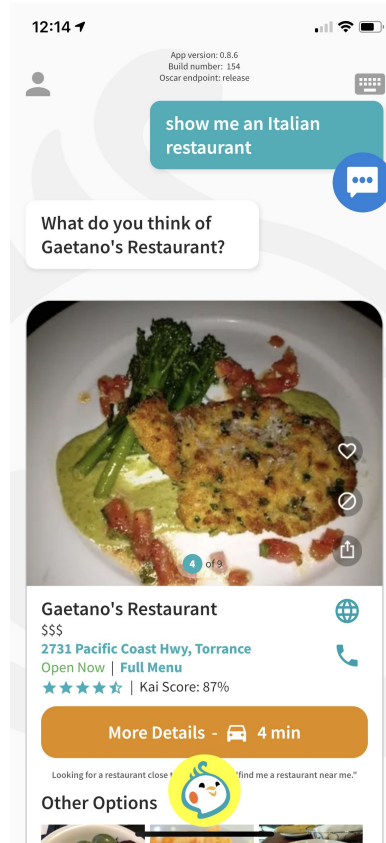 12:14
App version: 0.8.6
Build number: 154
Oscar endpoint: release
show me an Italian
restaurant
What do you think of
Gaetano's Restaurant?
4 of 9
Gaetano's Restaurant
$$$
2731 Pacific Coast Hwy, Torrance
Open Now | Full Menu
| Kai Score: 87%
More Details - 4 min
Looking for a restaurant close "find me a restaurant near me."
Other Options